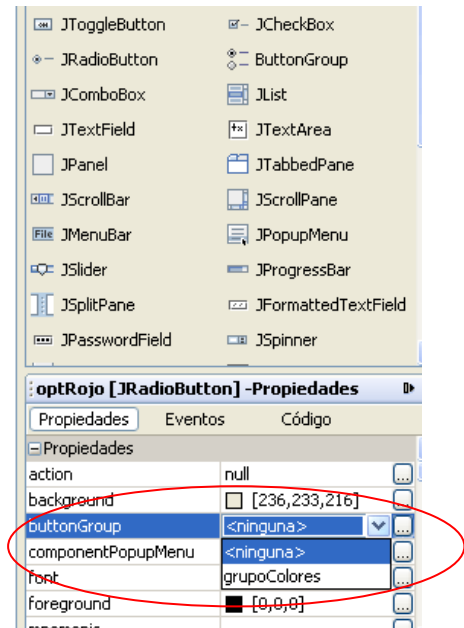 JToggleButton JCheckBox
JRadioButton ButtonGroup
JComboBox JList
JTextField JTextArea
JPanel JTabbedPane
JScrollBar JScrollPane
File JMenuBar JPopupMenu
JSlider JProgressBar
JSplitPane JFormattedTextField
JPasswordField JSpinner
optRojo [JRadioButton] -Propiedades
Propiedades Eventos Código
Propiedades
action null ...
background [236,233,216] ...
buttonGroup <ninguna> ...
componentPopupMenu <ninguna> ...
font grupoColores ...
foreground [0,0,0] ...